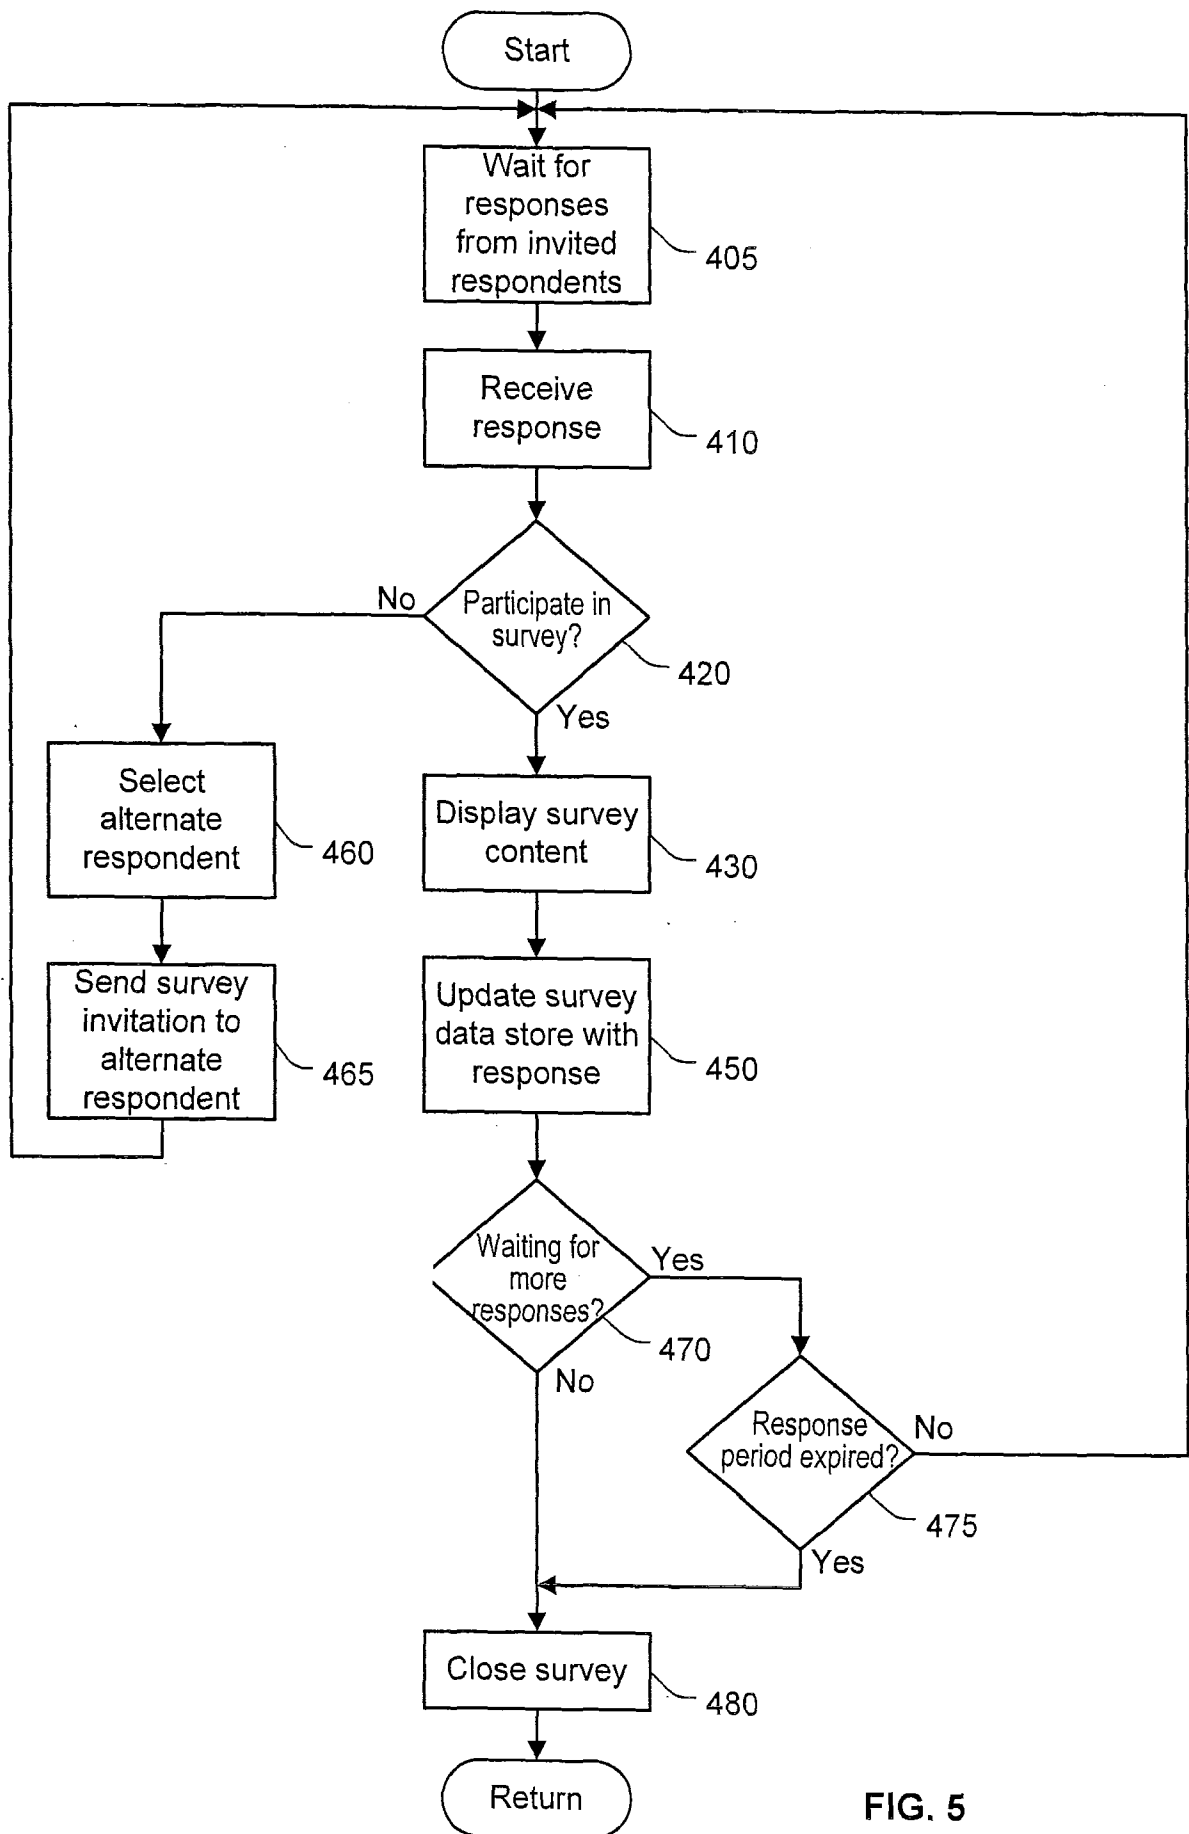 Start
Wait for
responses
from invited
respondents
405
Receive
response
410
No
Participate in
survey?
420
Yes
Select
alternate
respondent
460
Display survey
content
430
Send survey
invitation to
alternate
respondent
465
Update survey
data store with
response
450
Waiting for
more
responses?
Yes
470
No
Response
period expired?
No
475
Yes
Close survey
480
Return
FIG. 5